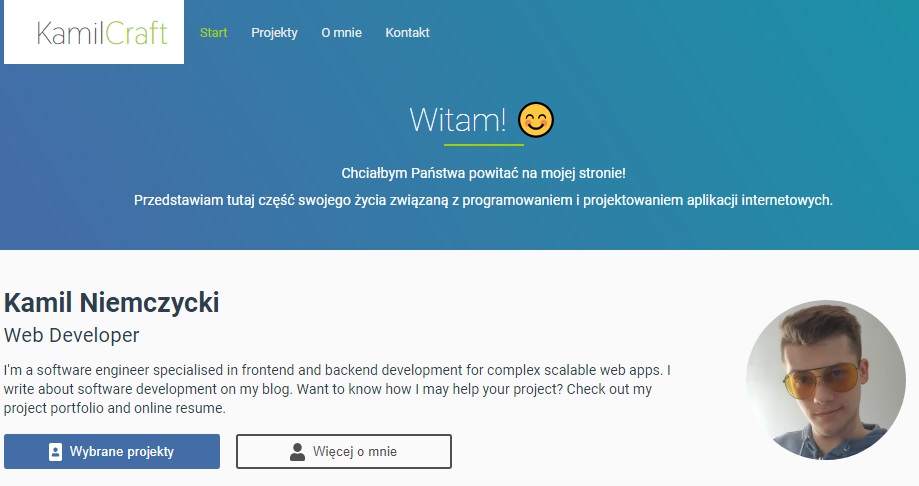 KamilCraft
Start Projekty O mnie Kontakt
Witam!
Chciałbym Państwa powitać na mojej stronie!
Przedstawiam tutaj część swojego życia związaną z programowaniem i projektowaniem aplikacji internetowych.
Kamil Niemczycki
Web Developer
I'm a software engineer specialised in frontend and backend development for complex scalable web apps. I
write about software development on my blog. Want to know how I may help your project? Check out my
project portfolio and online resume.
Wybrane projekty Więcej o mnie